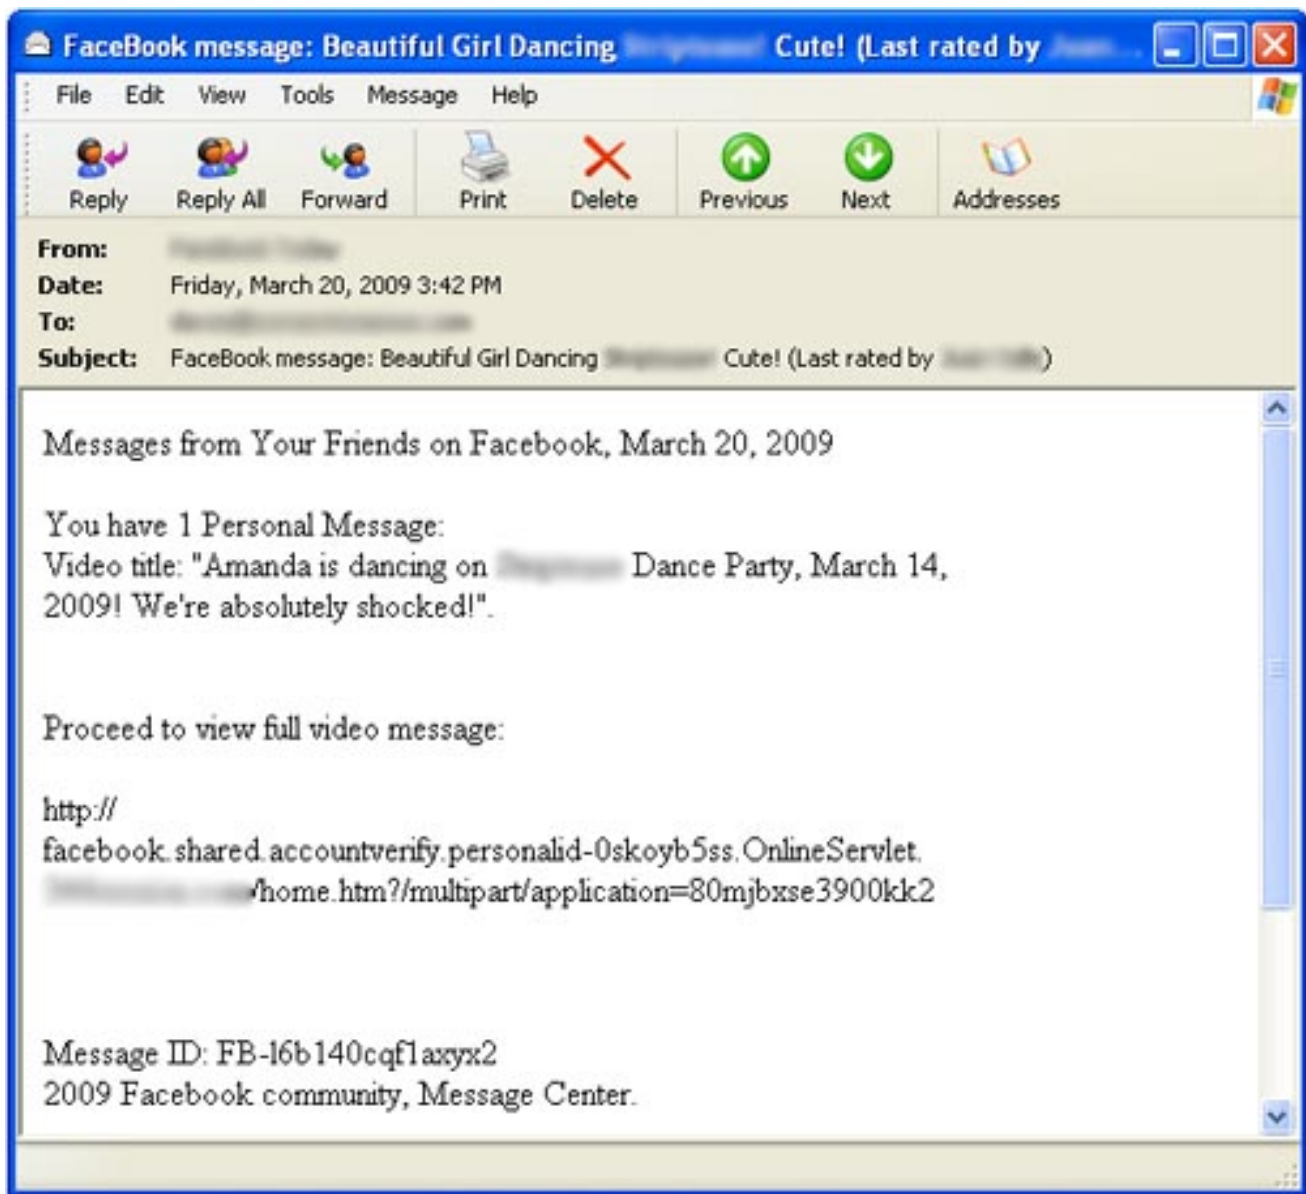 FaceBook message: Beautiful Girl Dancing Cute! (Last rated by ...
File Edit View Tools Message Help
Reply Reply All Forward Print Delete Previous Next Addresses
From:
Date: Friday, March 20, 2009 3:42 PM
To:
Subject: FaceBook message: Beautiful Girl Dancing Cute! (Last rated by )
Messages from Your Friends on Facebook, March 20, 2009
You have 1 Personal Message:
Video title: "Amanda is dancing on Dance Party, March 14,
2009! We're absolutely shocked!".
Proceed to view full video message:
http://
facebook.shared.accountverify.personalid-0skoyb5ss.OnlineServlet.
/home.htm?/multipart/application=80mjbxse3900kk2
Message ID: FB-l6b140cqf1axyx2
2009 Facebook community, Message Center.